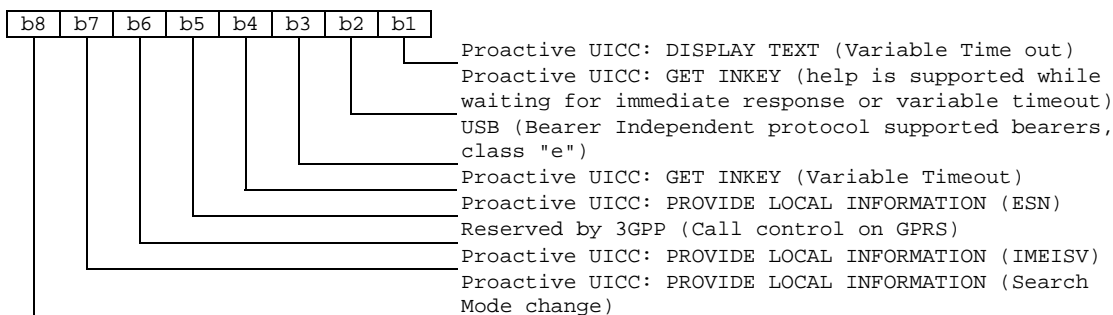 b8 b7 b6 b5 b4 b3 b2 b1
Proactive UICC: DISPLAY TEXT (Variable Time out)
Proactive UICC: GET INKEY (help is supported while
waiting for immediate response or variable timeout)
USB (Bearer Independent protocol supported bearers,
class "e")
Proactive UICC: GET INKEY (Variable Timeout)
Proactive UICC: PROVIDE LOCAL INFORMATION (ESN)
Reserved by 3GPP (Call control on GPRS)
Proactive UICC: PROVIDE LOCAL INFORMATION (IMEISV)
Proactive UICC: PROVIDE LOCAL INFORMATION (Search
Mode change)